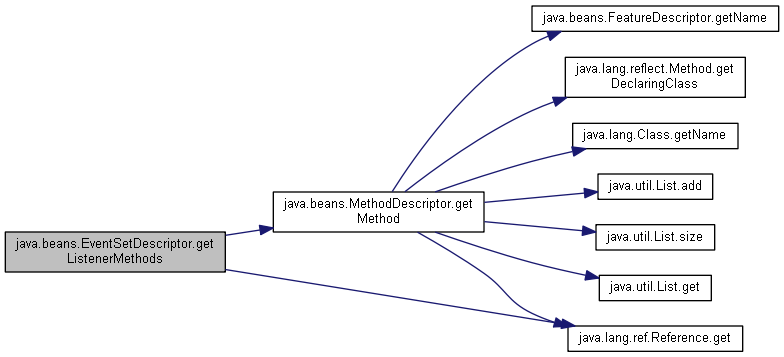 java.beans.FeatureDescriptor.getName
java.lang.reflect.Method.get
DeclaringClass
java.lang.Class.getName
java.util.List.add
java.beans.MethodDescriptor.get
Method
java.util.List.size
java.beans.EventSetDescriptor.get
ListenerMethods
java.util.List.get
java.lang.ref.Reference.get